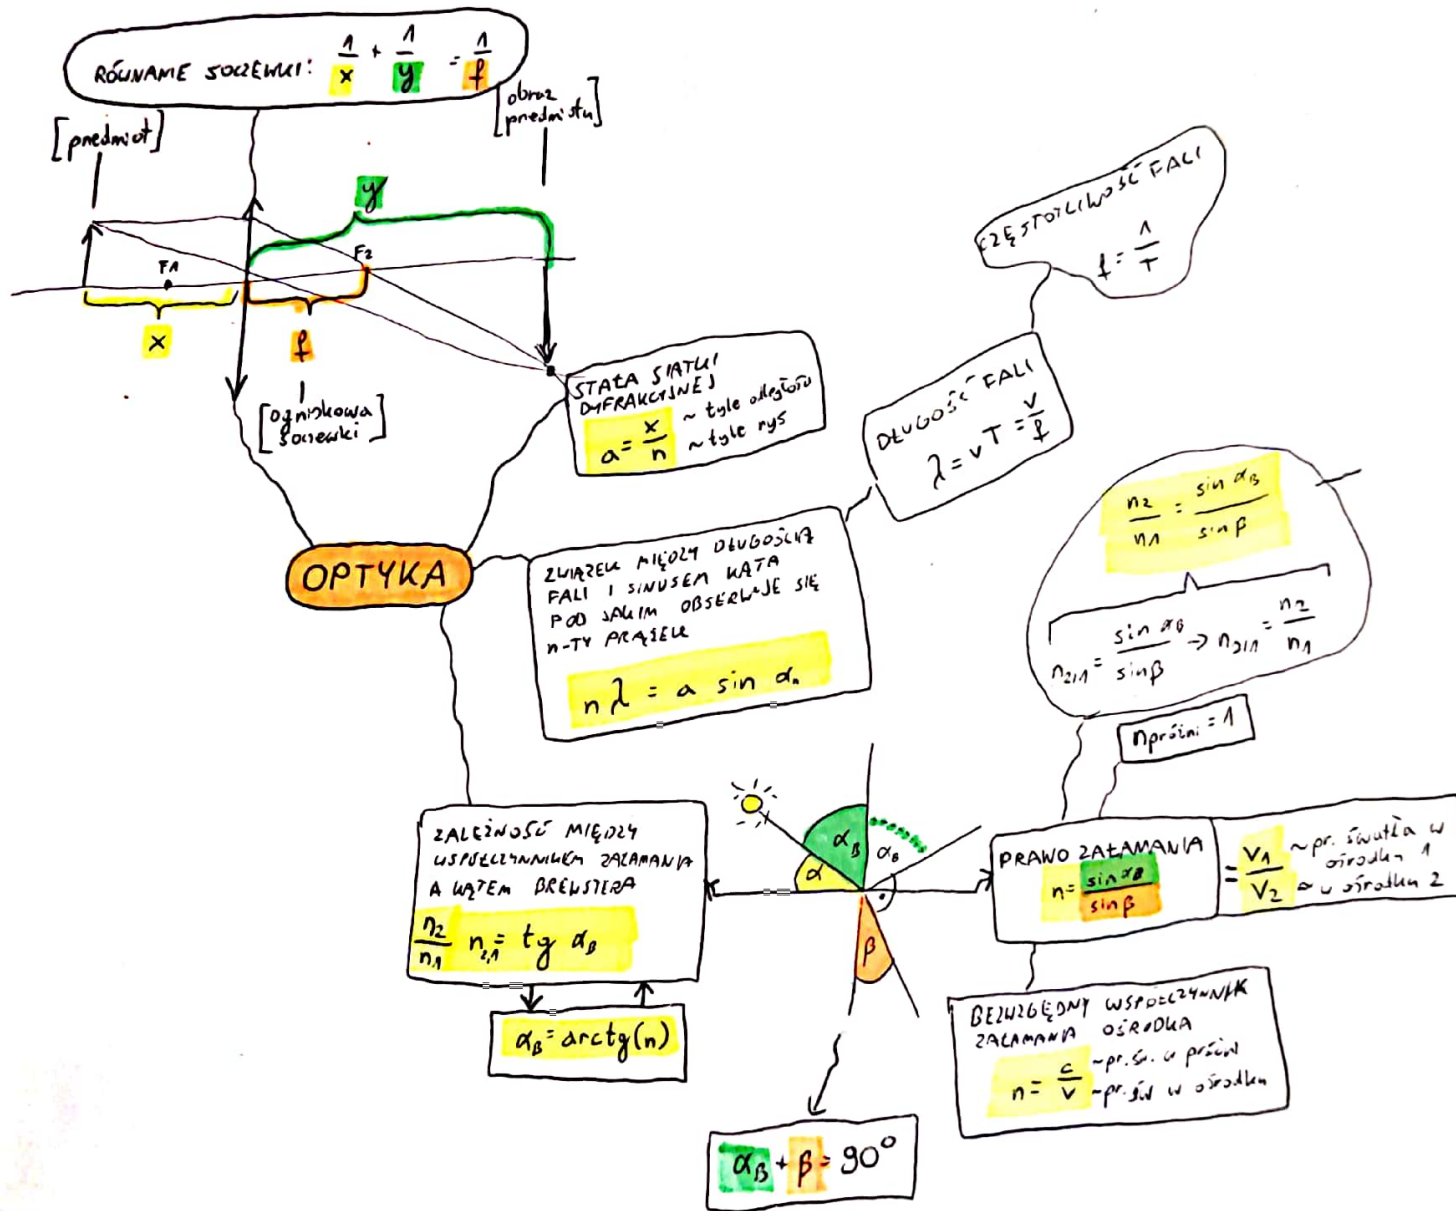 RÓWNANIE SOCZEWKI: 1/x + 1/y = 1/f
[przedmiot]
[obraz
przedmiotu]
y
F1
F2
x
f
[ogniskowa
soczewki]
CZĘSTOTLIWOŚĆ FALI
f = 1/T
STAŁA SIATKI
DYFRAKCYJNEJ
a = x/n ~ tyle odległości
~ tyle rys
DŁUGOŚĆ FALI
λ = vT = v/f
OPTYKA
ZWIĄZEK MIĘDZY DŁUGOŚCIĄ
FALI I SINUSEM KĄTA
POD JAKIM OBSERWUJE SIĘ
n-TY PRĄŻEK
n λ = a sin αn
n2/n1 = sin αB/sin β
n2/1 = sin αB/sin β → n2/1 = n2/n1
npróżni = 1
ZALEŻNOŚĆ MIĘDZY
WSPÓŁCZYNNIKIEM ZAŁAMANIA
A KĄTEM BREWSTERA
n2/n1 n2,1 = tg αB
αB = arctg(n)
α
αB
αB
β
PRAWO ZAŁAMANIA
n = sin αB/sin β
= V1/V2 ~ pr. światła w
ośrodku 1
~ w ośrodku 2
BEZWZGĘDNY WSPÓŁCZYNNIK
ZAŁAMANIA OŚRODKA
n = c/v ~ pr. św. w próżni
~ pr. św w ośrodku
αB + β = 90°